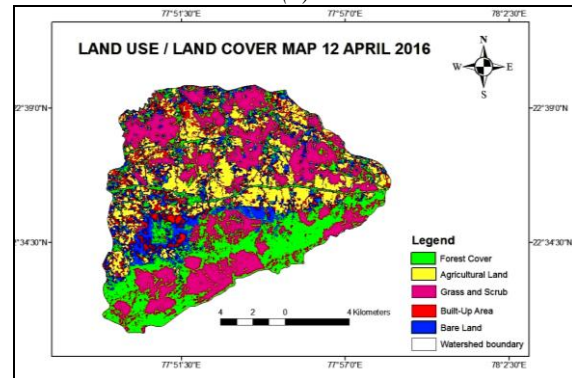 77°51'30"E 77°57'0"E 78°2'30"E
LAND USE / LAND COVER MAP 12 APRIL 2016
N
W E
S
22°39'0"N 22°39'0"N
22°34'30"N 22°34'30"N
Legend
Forest Cover
Agricultural Land
Grass and Scrub
Built-Up Area
Bare Land
Watershed boundary
4 2 0 4 Kilometers
77°51'30"E 77°57'0"E 78°2'30"E